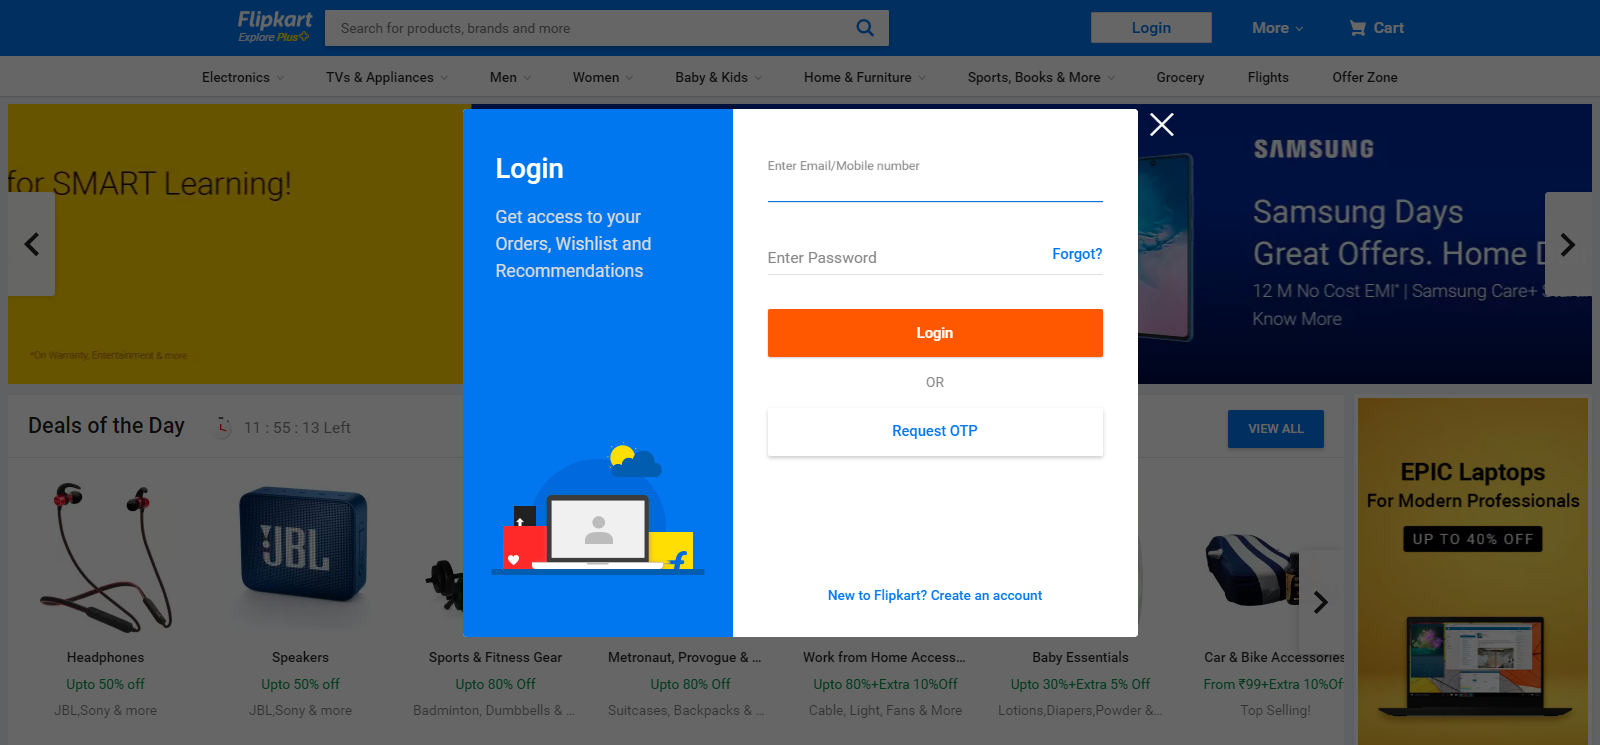 Flipkart
Explore Plus
Search for products, brands and more
Login
More
Cart
Electronics
TVs & Appliances
Men
Women
Baby & Kids
Home & Furniture
Sports, Books & More
Grocery
Flights
Offer Zone
for SMART Learning!
*On Warranty, Entertainment & more
Login
Get access to your
Orders, Wishlist and
Recommendations
Enter Email/Mobile number
Enter Password
Forgot?
Login
OR
Request OTP
New to Flipkart? Create an account
SAMSUNG
Samsung Days
Great Offers. Home D
12 M No Cost EMI* | Samsung Care+
Know More
Deals of the Day
11 : 55 : 13 Left
VIEW ALL
JBL
Headphones
Upto 50% off
JBL,Sony & more
Speakers
Upto 50% off
JBL,Sony & more
Sports & Fitness Gear
Upto 80% Off
Badminton, Dumbbells & ...
Metronaut, Provogue & ...
Upto 80% Off
Suitcases, Backpacks & ...
Work from Home Access...
Upto 80%+Extra 10%Off
Cable, Light, Fans & More
Baby Essentials
Upto 30%+Extra 5% Off
Lotions,Diapers,Powder &...
Car & Bike Accessories
From ₹99+Extra 10%Of
Top Selling!
EPIC Laptops
For Modern Professionals
UP TO 40% OFF